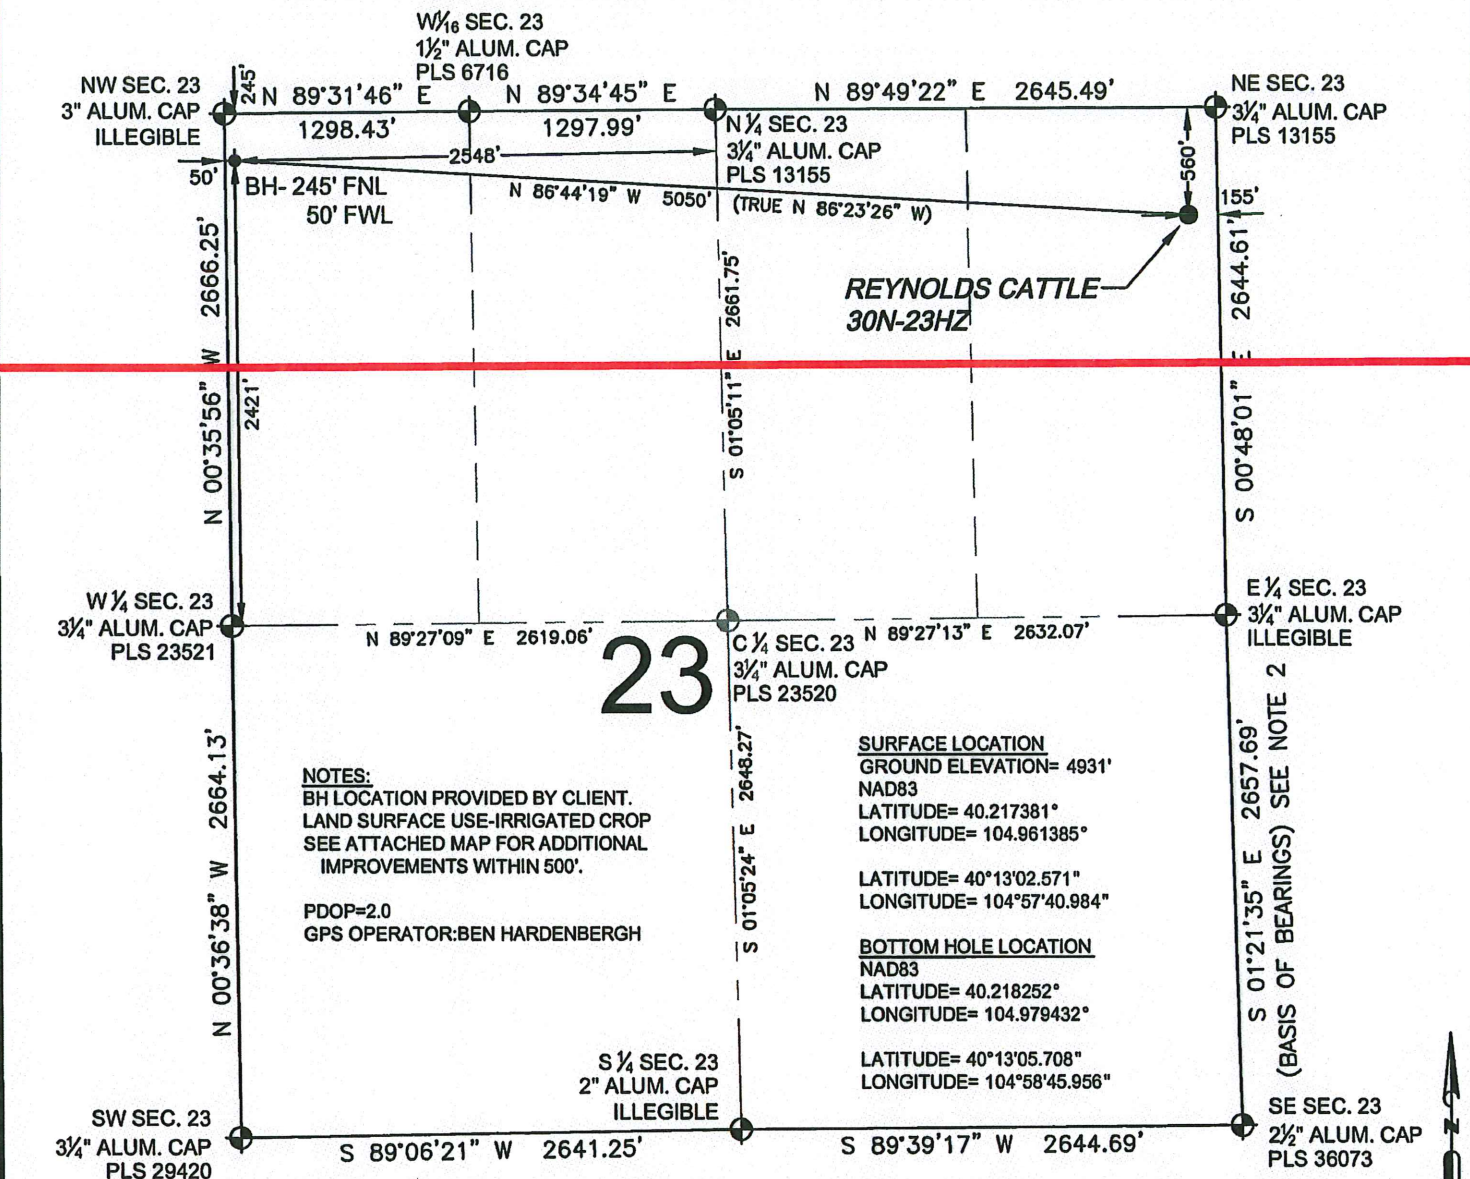 W1/16 SEC. 23
1½" ALUM. CAP
PLS 6716
NW SEC. 23
3" ALUM. CAP
ILLEGIBLE
245'
N 89°31'46" E
1298.43'
N 89°34'45" E
1297.99'
N 89°49'22" E 2645.49'
NE SEC. 23
3¼" ALUM. CAP
PLS 13155
N ¼ SEC. 23
3¼" ALUM. CAP
PLS 13155
2548'
50'
BH- 245' FNL
50' FWL
N 86°44'19" W 5050'
(TRUE N 86°23'26" W)
560'
155'
REYNOLDS CATTLE
30N-23HZ
N 00°35'56" W 2666.25'
2421'
S 01°05'11" E 2661.75'
S 00°48'01" E 2644.61'
W ¼ SEC. 23
3¼" ALUM. CAP
PLS 23521
N 89°27'09" E 2619.06'
23
C ¼ SEC. 23
3¼" ALUM. CAP
PLS 23520
N 89°27'13" E 2632.07'
E ¼ SEC. 23
3¼" ALUM. CAP
ILLEGIBLE
N 00°36'38" W 2664.13'
NOTES:
BH LOCATION PROVIDED BY CLIENT.
LAND SURFACE USE-IRRIGATED CROP
SEE ATTACHED MAP FOR ADDITIONAL
IMPROVEMENTS WITHIN 500'.
PDOP=2.0
GPS OPERATOR:BEN HARDENBERGH
S 01°05'24" E 2648.27'
SURFACE LOCATION
GROUND ELEVATION= 4931'
NAD83
LATITUDE= 40.217381°
LONGITUDE= 104.961385°
LATITUDE= 40°13'02.571"
LONGITUDE= 104°57'40.984"
BOTTOM HOLE LOCATION
NAD83
LATITUDE= 40.218252°
LONGITUDE= 104.979432°
LATITUDE= 40°13'05.708"
LONGITUDE= 104°58'45.956"
S 01°21'35" E 2657.69'
(BASIS OF BEARINGS) SEE NOTE 2
SW SEC. 23
3¼" ALUM. CAP
PLS 29420
S 89°06'21" W 2641.25'
S ¼ SEC. 23
2" ALUM. CAP
ILLEGIBLE
S 89°39'17" W 2644.69'
SE SEC. 23
2½" ALUM. CAP
PLS 36073